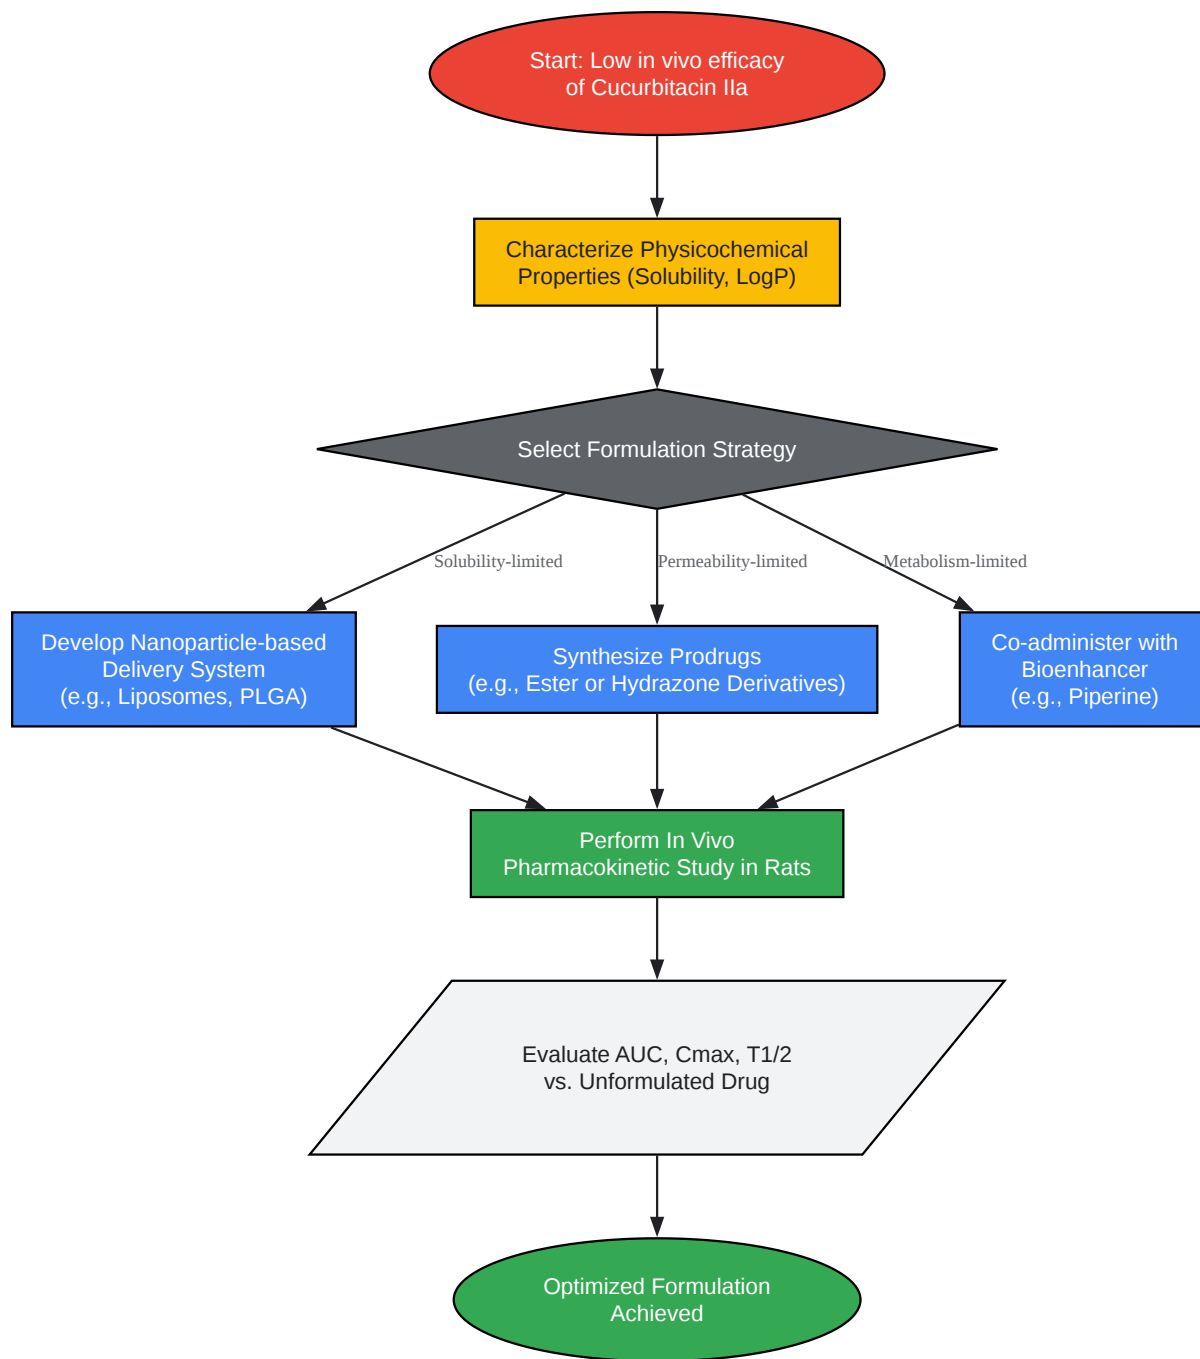 Start: Low in vivo efficacy
of Cucurbitacin IIa
Characterize Physicochemical
Properties (Solubility, LogP)
Select Formulation Strategy
Solubility-limited
Permeability-limited
Metabolism-limited
Develop Nanoparticle-based
Delivery System
(e.g., Liposomes, PLGA)
Synthesize Prodrugs
(e.g., Ester or Hydrazone Derivatives)
Co-administer with
Bioenhancer
(e.g., Piperine)
Perform In Vivo
Pharmacokinetic Study in Rats
Evaluate AUC, Cmax, T1/2
vs. Unformulated Drug
Optimized Formulation
Achieved